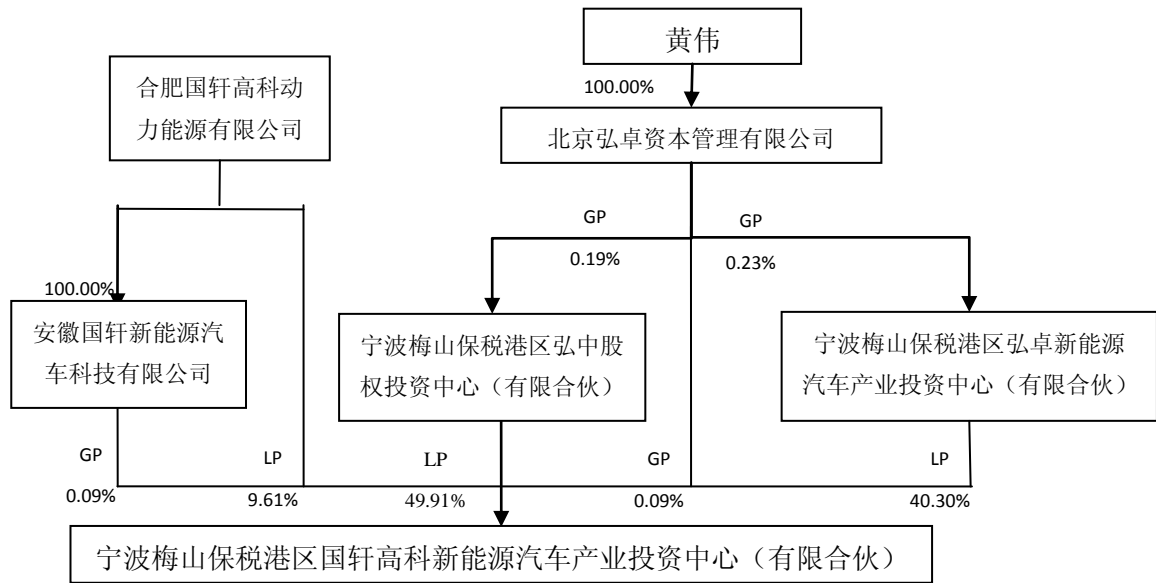 黄伟
合肥国轩高科动
力能源有限公司
100.00%
北京弘卓资本管理有限公司
GP
GP
0.19%
0.23%
100.00%
安徽国轩新能源汽
车科技有限公司
宁波梅山保税港区弘中股
权投资中心（有限合伙）
宁波梅山保税港区弘卓新能源
汽车产业投资中心（有限合伙）
GP
LP
LP
GP
LP
0.09%
9.61%
49.91%
0.09%
40.30%
宁波梅山保税港区国轩高科新能源汽车产业投资中心（有限合伙）